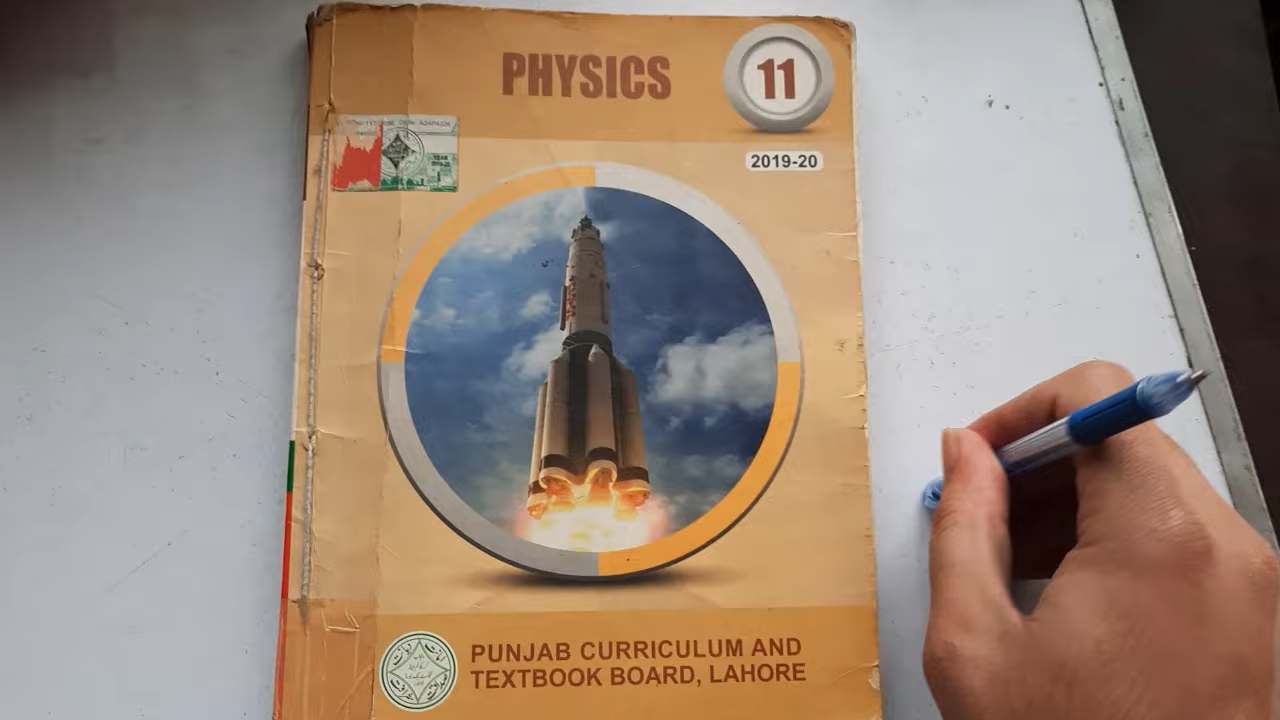 PHYSICS
11
2019-20
PUNJAB CURRICULUM AND
TEXTBOOK BOARD, LAHORE